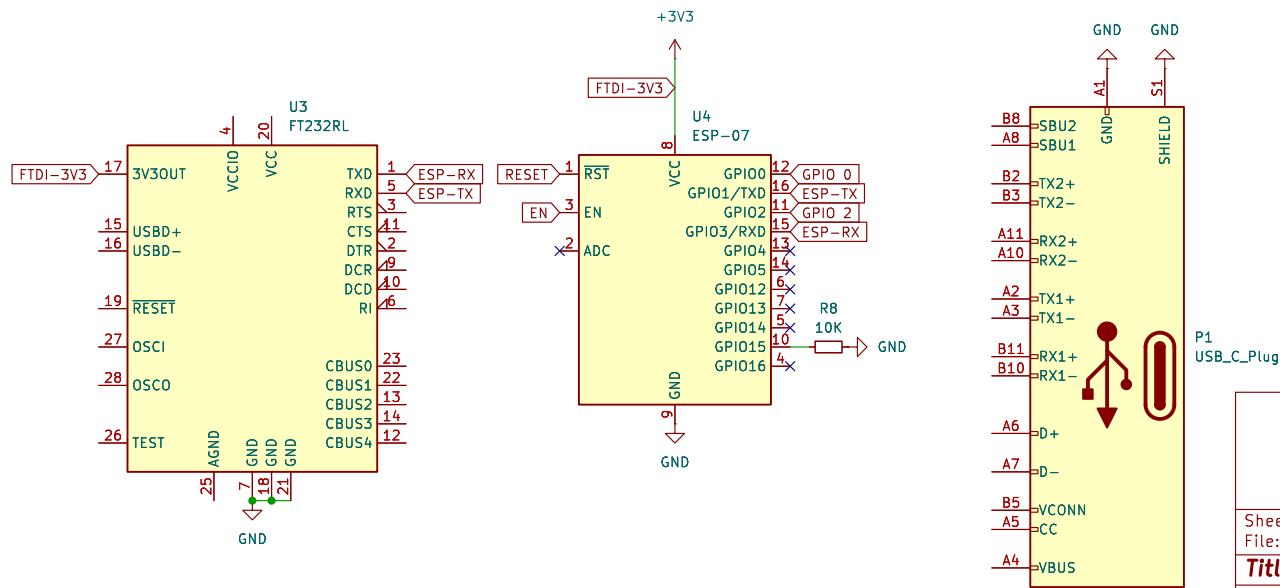 U3
FT232RL
4
20
VCCIO
VCC
FTDI-3V3
17
3V3OUT
15
USBD+
16
USBD-
19
RESET
27
OSCI
28
OSCO
26
TEST
TXD
1
ESP-RX
RXD
5
ESP-TX
RTS
3
CTS
11
DTR
2
DCR
9
DCD
10
RI
6
CBUS0
23
CBUS1
22
CBUS2
13
CBUS3
14
CBUS4
12
AGND
GND
GND
GND
25
7
18
21
GND
+3V3
FTDI-3V3
U4
ESP-07
8
VCC
RESET
1
RST
EN
3
EN
2
ADC
GPIO0
12
GPIO 0
GPIO1/TXD
16
ESP-TX
GPIO2
11
GPIO 2
GPIO3/RXD
15
ESP-RX
GPIO4
13
GPIO5
14
GPIO12
6
GPIO13
7
GPIO14
5
GPIO15
10
GPIO16
4
R8
10K
GND
GND
9
GND
GND
GND
A1
S1
GND
SHIELD
B8
SBU2
A8
SBU1
B2
TX2+
B3
TX2-
A11
RX2+
A10
RX2-
A2
TX1+
A3
TX1-
B11
RX1+
B10
RX1-
A6
D+
A7
D-
B5
VCONN
A5
CC
A4
VBUS
P1
USB_C_Plug
Shee
File:
Titl